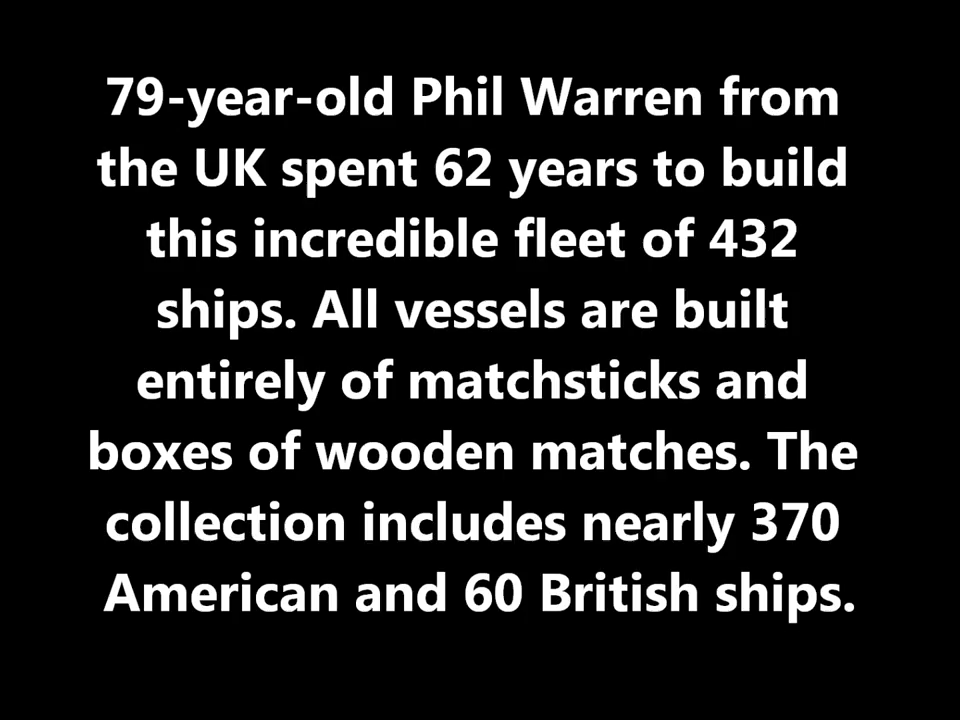 79-year-old Phil Warren from
the UK spent 62 years to build
this incredible fleet of 432
ships. All vessels are built
entirely of matchsticks and
boxes of wooden matches. The
collection includes nearly 370
American and 60 British ships.